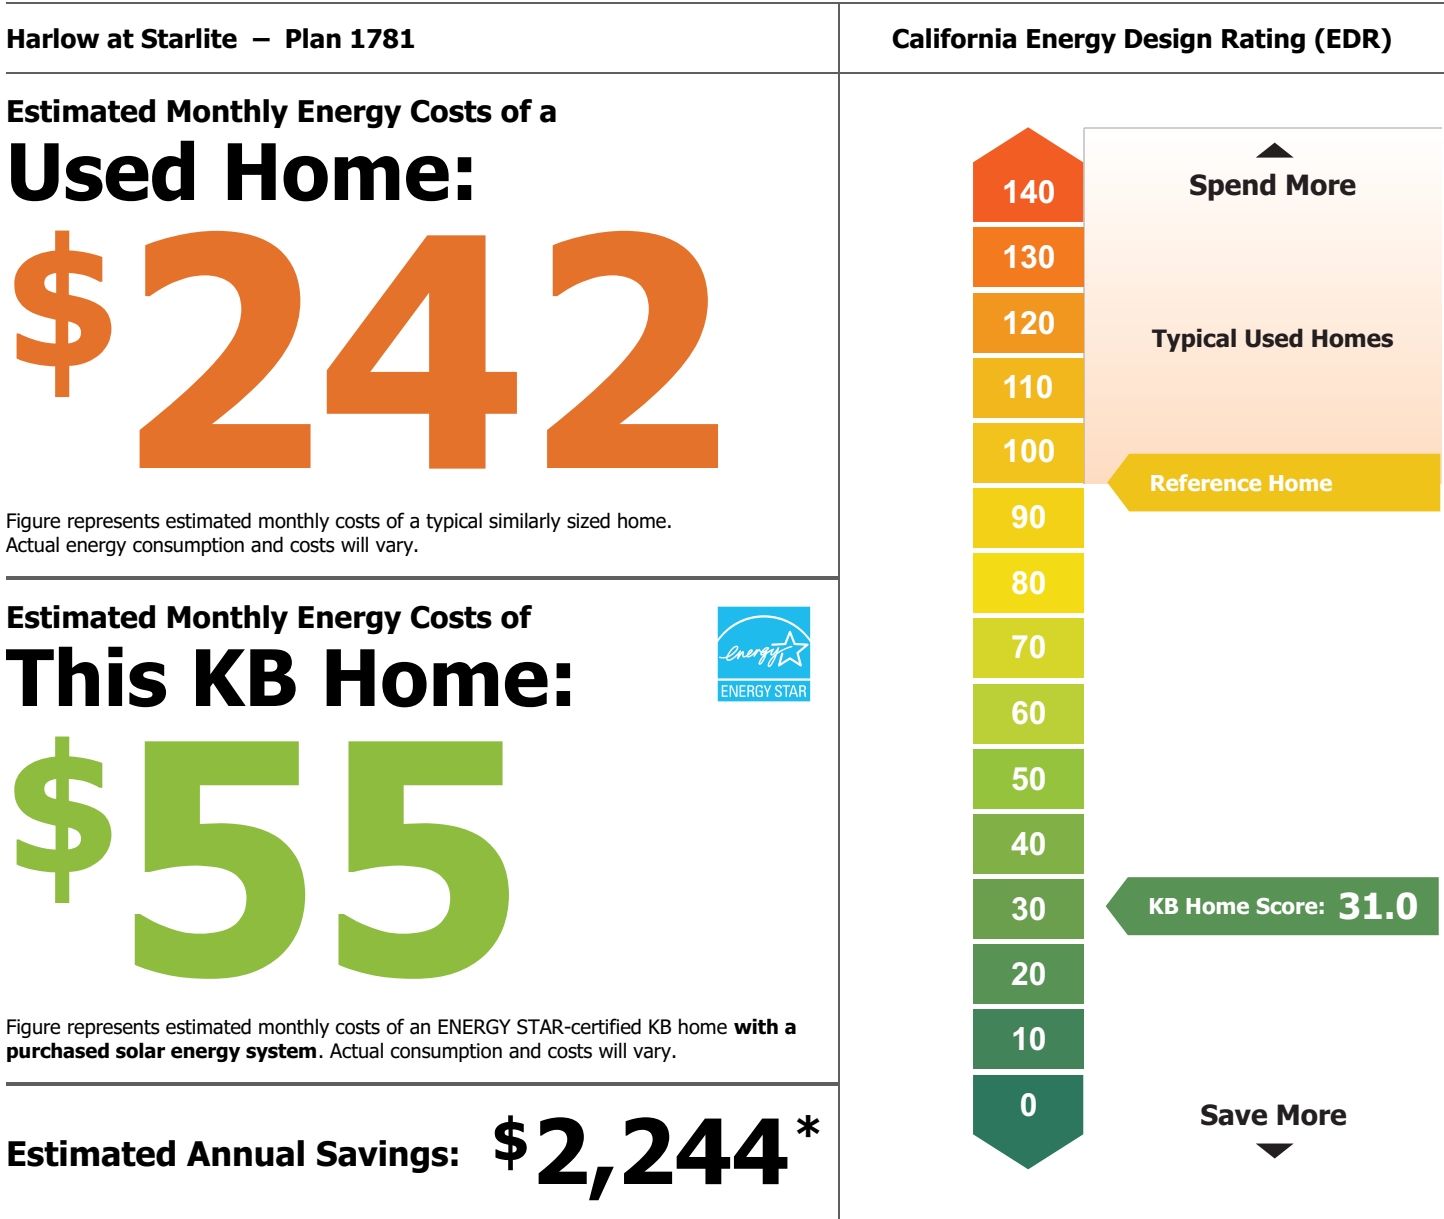 Harlow at Starlite – Plan 1781
Estimated Monthly Energy Costs of a
Used Home:
$242
Figure represents estimated monthly costs of a typical similarly sized home.
Actual energy consumption and costs will vary.
Estimated Monthly Energy Costs of
This KB Home:
energy
ENERGY STAR
$55
Figure represents estimated monthly costs of an ENERGY STAR-certified KB home with a
purchased solar energy system. Actual consumption and costs will vary.
Estimated Annual Savings: $2,244*
California Energy Design Rating (EDR)
140
Spend More
130
120
Typical Used Homes
110
100
Reference Home
90
80
70
60
50
40
30
KB Home Score: 31.0
20
10
0
Save More